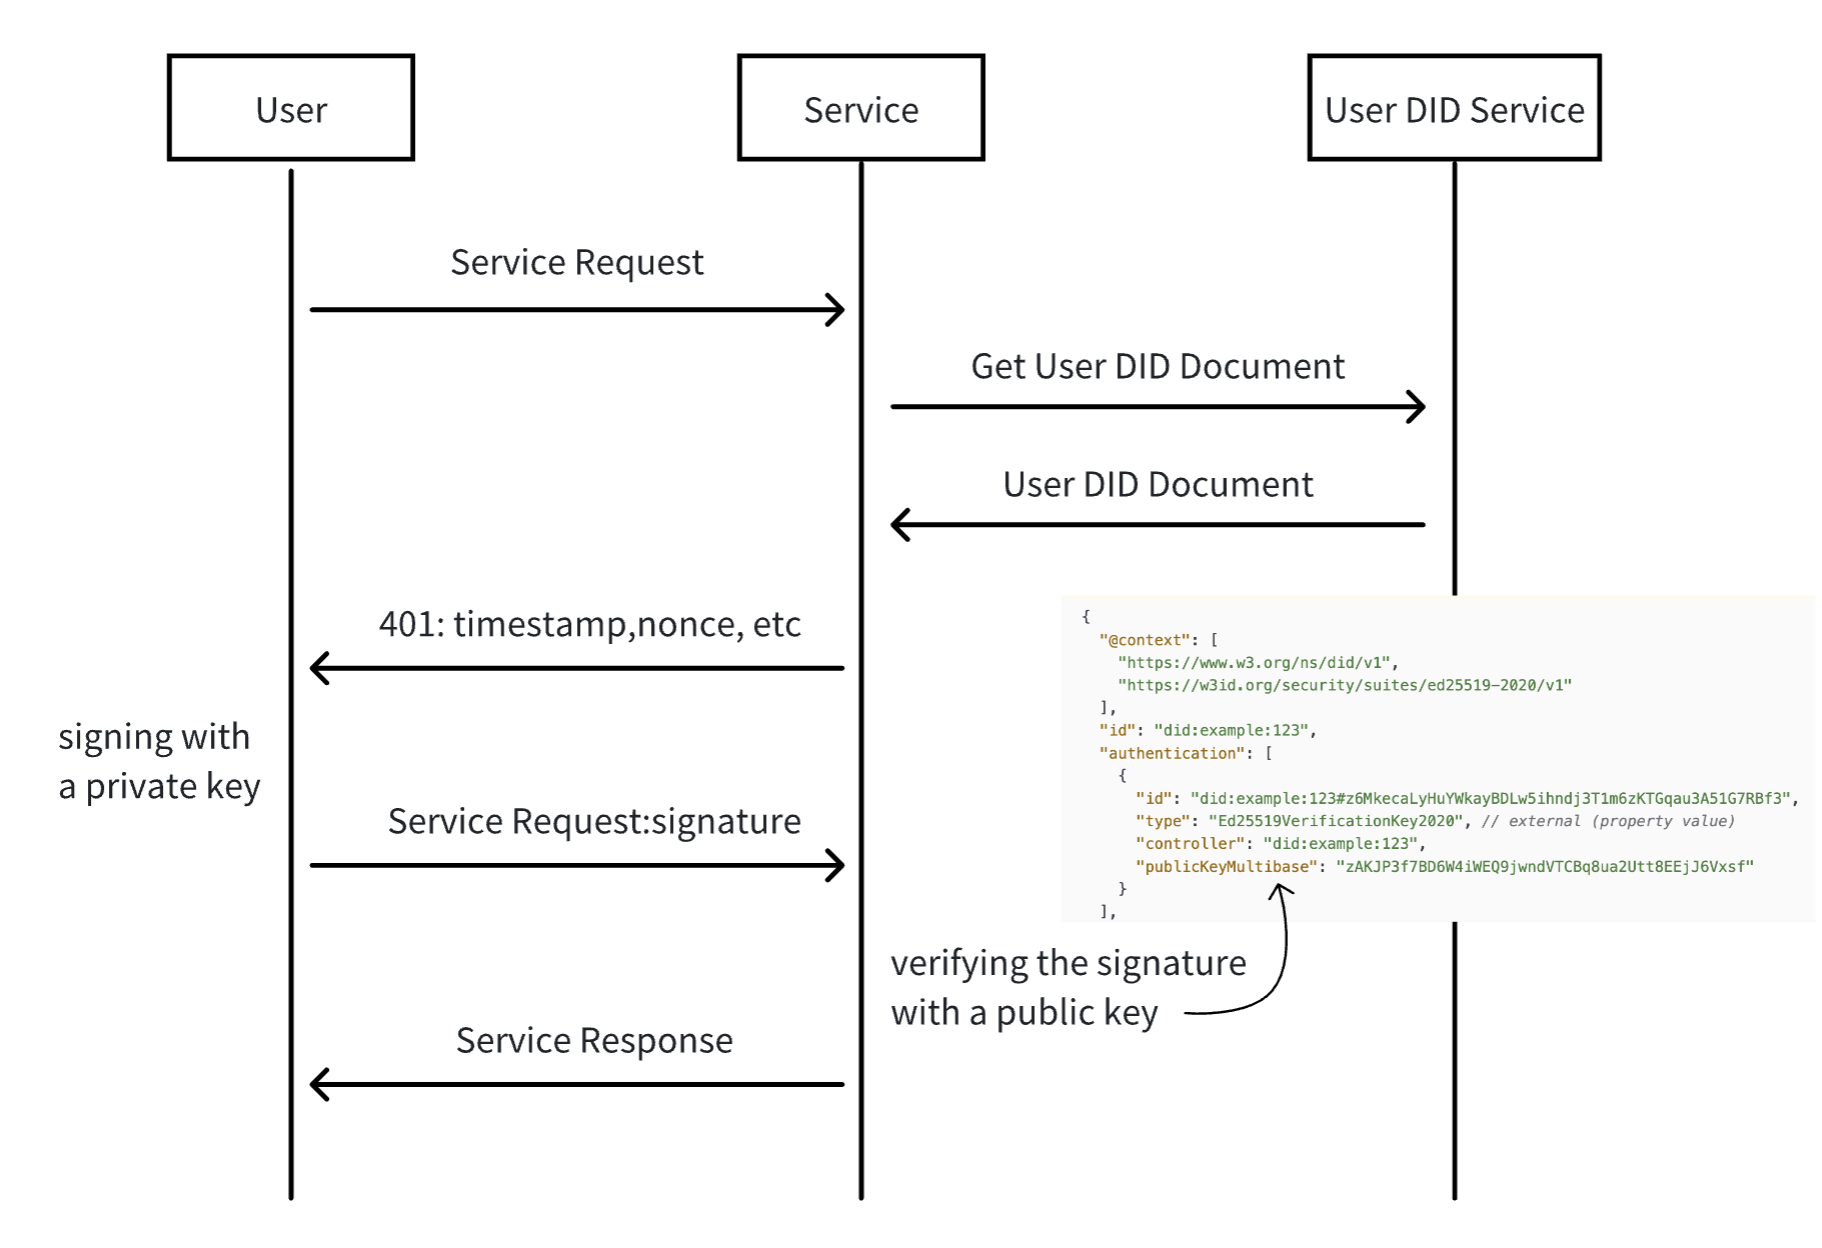 User
Service
User DID Service
Service Request
Get User DID Document
User DID Document
401: timestamp,nonce, etc
signing with
a private key
Service Request:signature
{
"@context": [
"https://www.w3.org/ns/did/v1",
"https://w3id.org/security/suites/ed25519-2020/v1"
],
"id": "did:example:123",
"authentication": [
{
"id": "did:example:123#z6MkecaLyHuYWkayBDLw5ihndj3T1m6zKTGqau3A51G7RBf3",
"type": "Ed25519VerificationKey2020", // external (property value)
"controller": "did:example:123",
"publicKeyMultibase": "zAKJP3f7BD6W4iWEQ9jwndVTCBq8ua2Utt8EEjJ6Vxsf"
}
],
verifying the signature
with a public key
Service Response